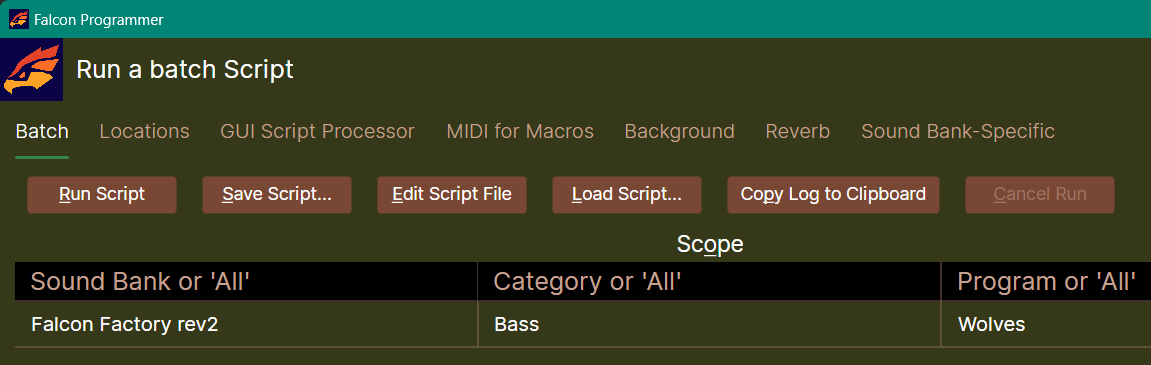 Falcon Programmer
Run a batch Script
Batch Locations GUI Script Processor MIDI for Macros Background Reverb Sound Bank-Specific
Run Script Save Script... Edit Script File Load Script... Copy Log to Clipboard Cancel Run
Scope
Sound Bank or 'All' Category or 'All' Program or 'All'
Falcon Factory rev2 Bass Wolves